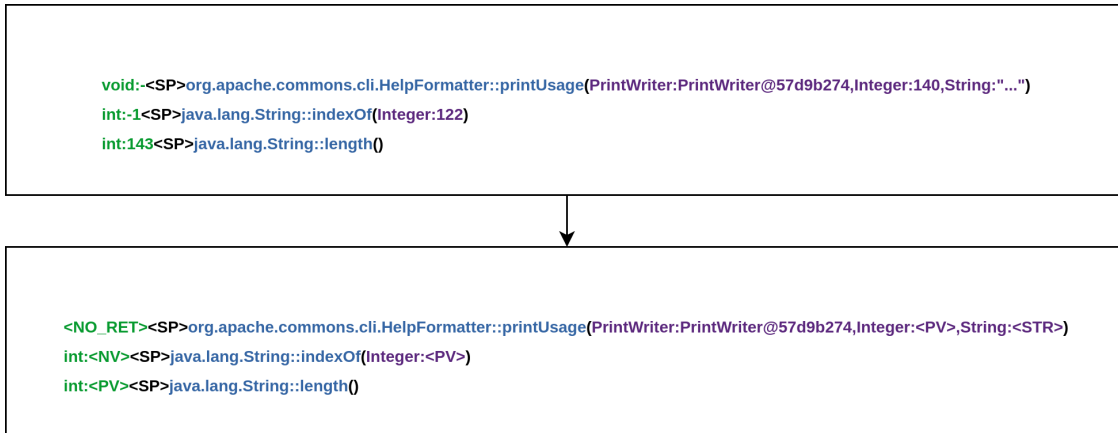 void:-<SP>org.apache.commons.cli.HelpFormatter::printUsage(PrintWriter:PrintWriter@57d9b274,Integer:140,String:"...")
int:-1<SP>java.lang.String::indexOf(Integer:122)
int:143<SP>java.lang.String::length()
<NO_RET><SP>org.apache.commons.cli.HelpFormatter::printUsage(PrintWriter:PrintWriter@57d9b274,Integer:<PV>,String:<STR>)
int:<NV><SP>java.lang.String::indexOf(Integer:<PV>)
int:<PV><SP>java.lang.String::length()